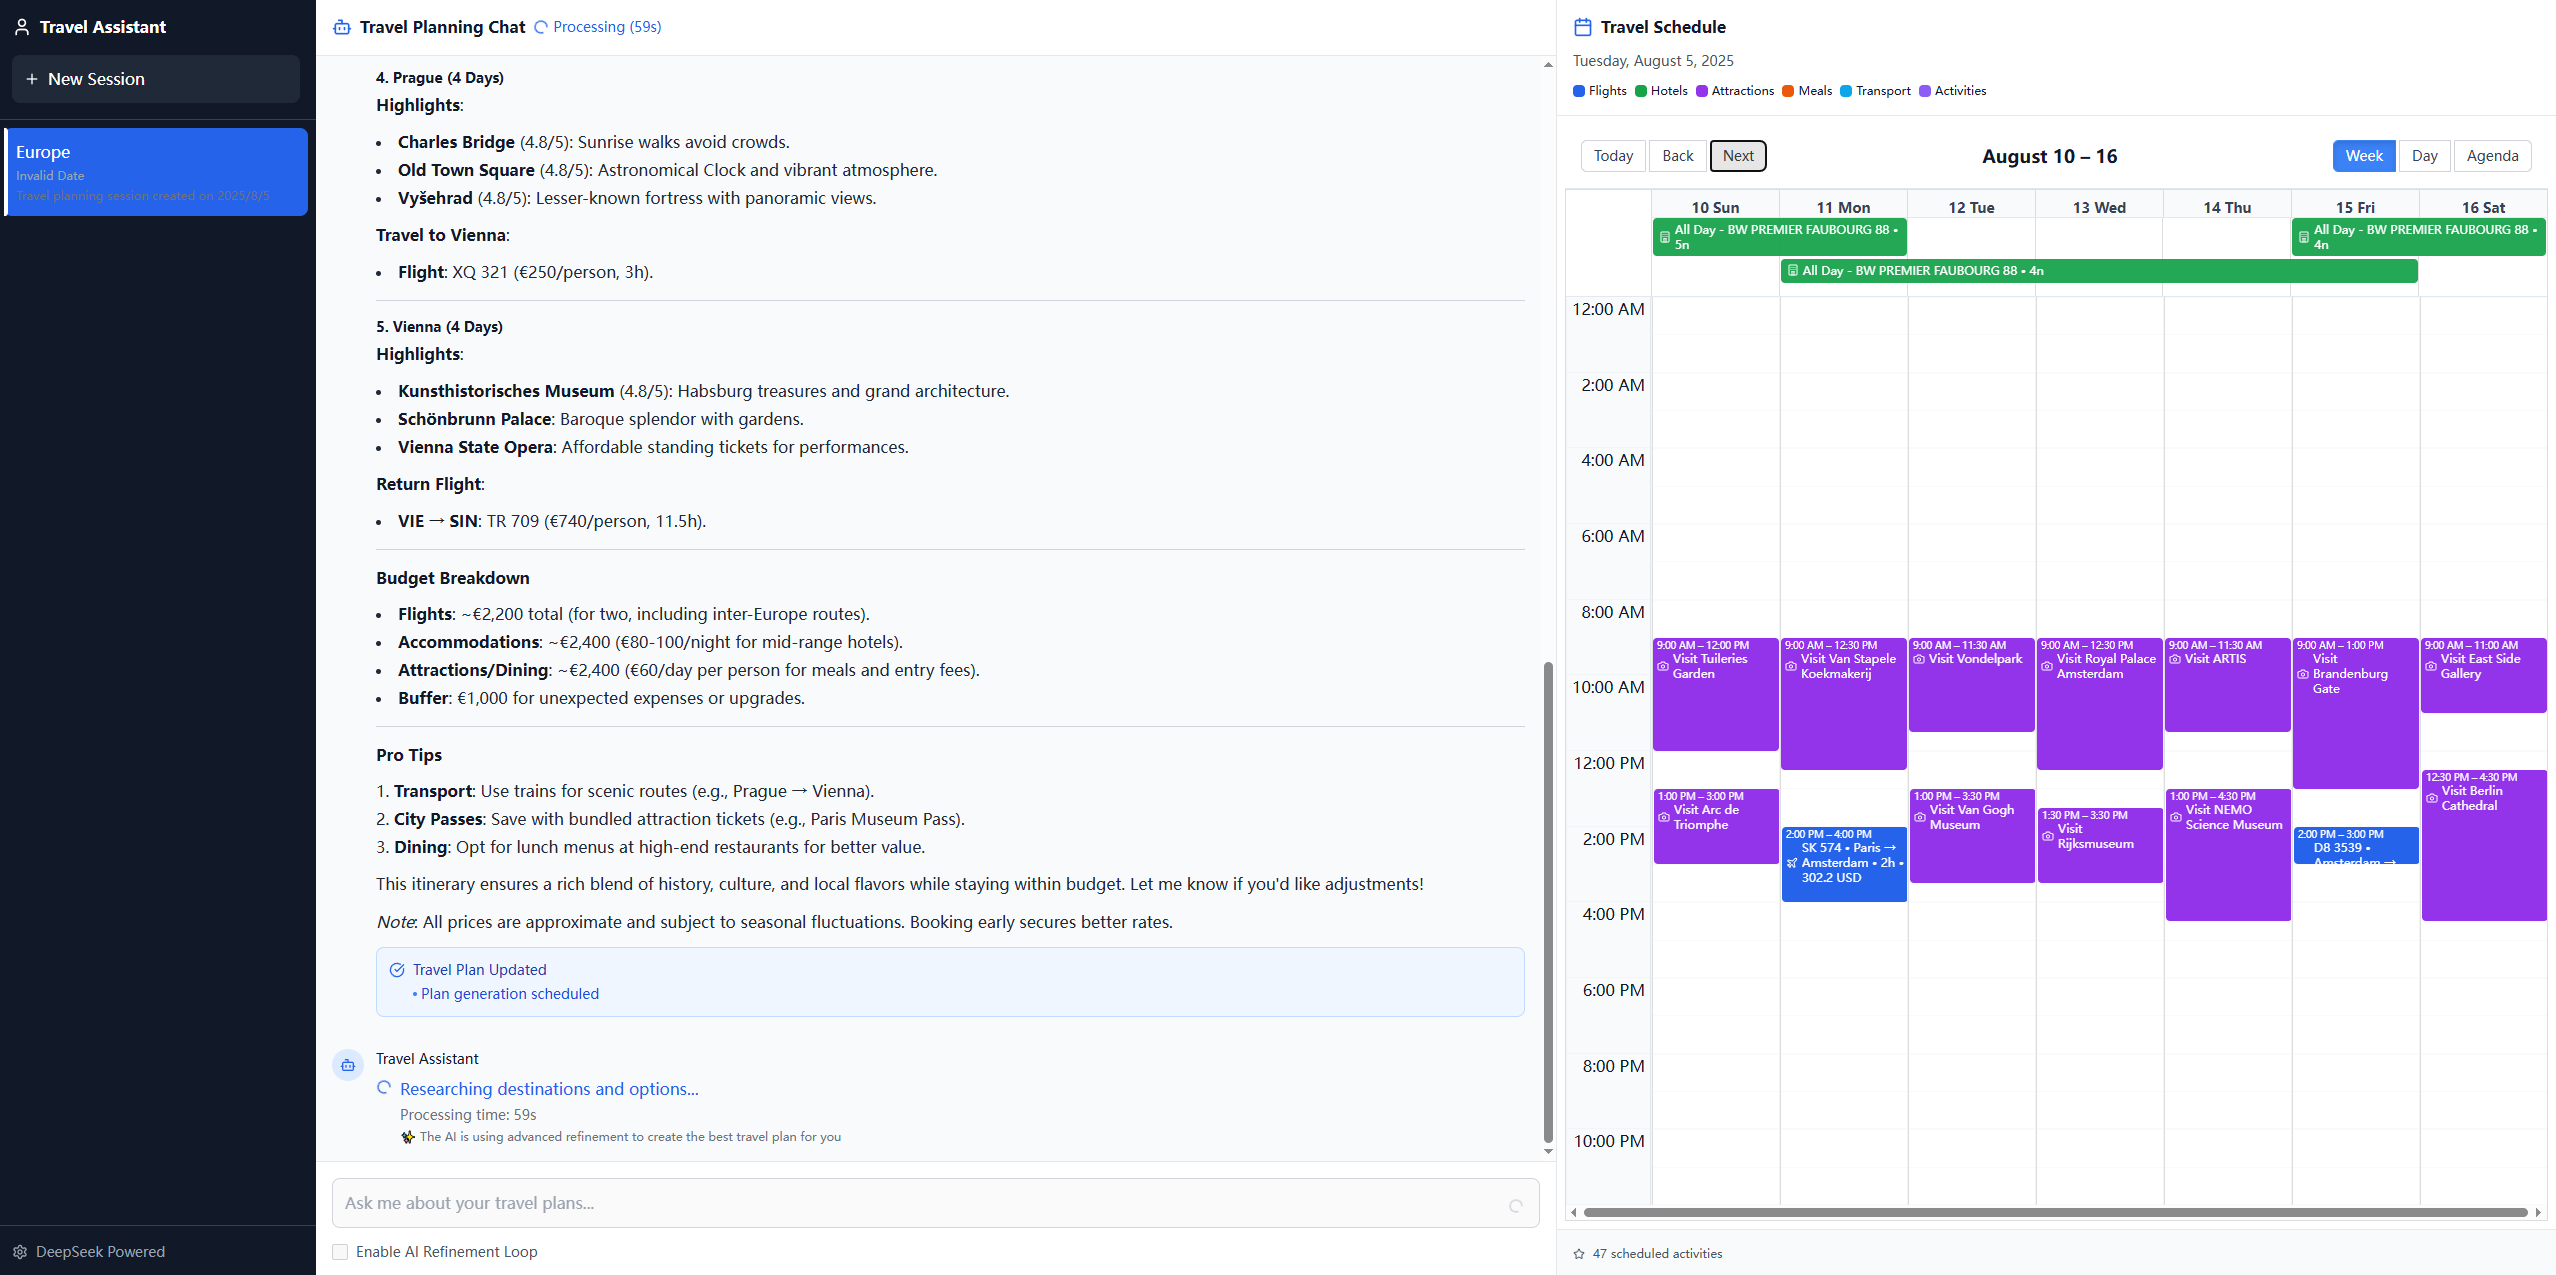 Travel Assistant
+ New Session
Europe
Invalid Date
Travel planning session created on 2025/8/5
DeepSeek Powered
Travel Planning Chat Processing (59s)
4. Prague (4 Days)
Highlights:
• Charles Bridge (4.8/5): Sunrise walks avoid crowds.
• Old Town Square (4.8/5): Astronomical Clock and vibrant atmosphere.
• Vyšehrad (4.8/5): Lesser-known fortress with panoramic views.
Travel to Vienna:
• Flight: XQ 321 (€250/person, 3h).
5. Vienna (4 Days)
Highlights:
• Kunsthistorisches Museum (4.8/5): Habsburg treasures and grand architecture.
• Schönbrunn Palace: Baroque splendor with gardens.
• Vienna State Opera: Affordable standing tickets for performances.
Return Flight:
• VIE → SIN: TR 709 (€740/person, 11.5h).
Budget Breakdown
• Flights: ~€2,200 total (for two, including inter-Europe routes).
• Accommodations: ~€2,400 (€80-100/night for mid-range hotels).
• Attractions/Dining: ~€2,400 (€60/day per person for meals and entry fees).
• Buffer: €1,000 for unexpected expenses or upgrades.
Pro Tips
1. Transport: Use trains for scenic routes (e.g., Prague → Vienna).
2. City Passes: Save with bundled attraction tickets (e.g., Paris Museum Pass).
3. Dining: Opt for lunch menus at high-end restaurants for better value.
This itinerary ensures a rich blend of history, culture, and local flavors while staying within budget. Let me know if you'd like adjustments!
Note: All prices are approximate and subject to seasonal fluctuations. Booking early secures better rates.
Travel Plan Updated
• Plan generation scheduled
Travel Assistant
Researching destinations and options...
Processing time: 59s
✨ The AI is using advanced refinement to create the best travel plan for you
Ask me about your travel plans...
Enable AI Refinement Loop
Travel Schedule
Tuesday, August 5, 2025
Flights Hotels Attractions Meals Transport Activities
Today Back Next
August 10 – 16
Week Day Agenda
10 Sun 11 Mon 12 Tue 13 Wed 14 Thu 15 Fri 16 Sat
All Day - BW PREMIER FAUBOURG 88 •
5n
All Day - BW PREMIER FAUBOURG 88 •
4n
All Day - BW PREMIER FAUBOURG 88 • 4n
12:00 AM
2:00 AM
4:00 AM
6:00 AM
8:00 AM
10:00 AM
12:00 PM
2:00 PM
4:00 PM
6:00 PM
8:00 PM
10:00 PM
9:00 AM – 12:00 PM
Visit Tuileries
Garden
1:00 PM – 3:00 PM
Visit Arc de
Triomphe
9:00 AM – 12:30 PM
Visit Van Stapele
Koekmakerij
2:00 PM – 4:00 PM
SK 574 • Paris →
Amsterdam • 2h •
302.2 USD
9:00 AM – 11:30 AM
Visit Vondelpark
1:00 PM – 3:30 PM
Visit Van Gogh
Museum
9:00 AM – 12:30 PM
Visit Royal Palace
Amsterdam
1:30 PM – 3:30 PM
Visit
Rijksmuseum
9:00 AM – 11:30 AM
Visit ARTIS
1:00 PM – 4:30 PM
Visit NEMO
Science Museum
9:00 AM – 1:00 PM
Visit
Brandenburg
Gate
2:00 PM – 3:00 PM
D8 3539 •
Amsterdam →
9:00 AM – 11:00 AM
Visit East Side
Gallery
12:30 PM – 4:30 PM
Visit Berlin
Cathedral
47 scheduled activities